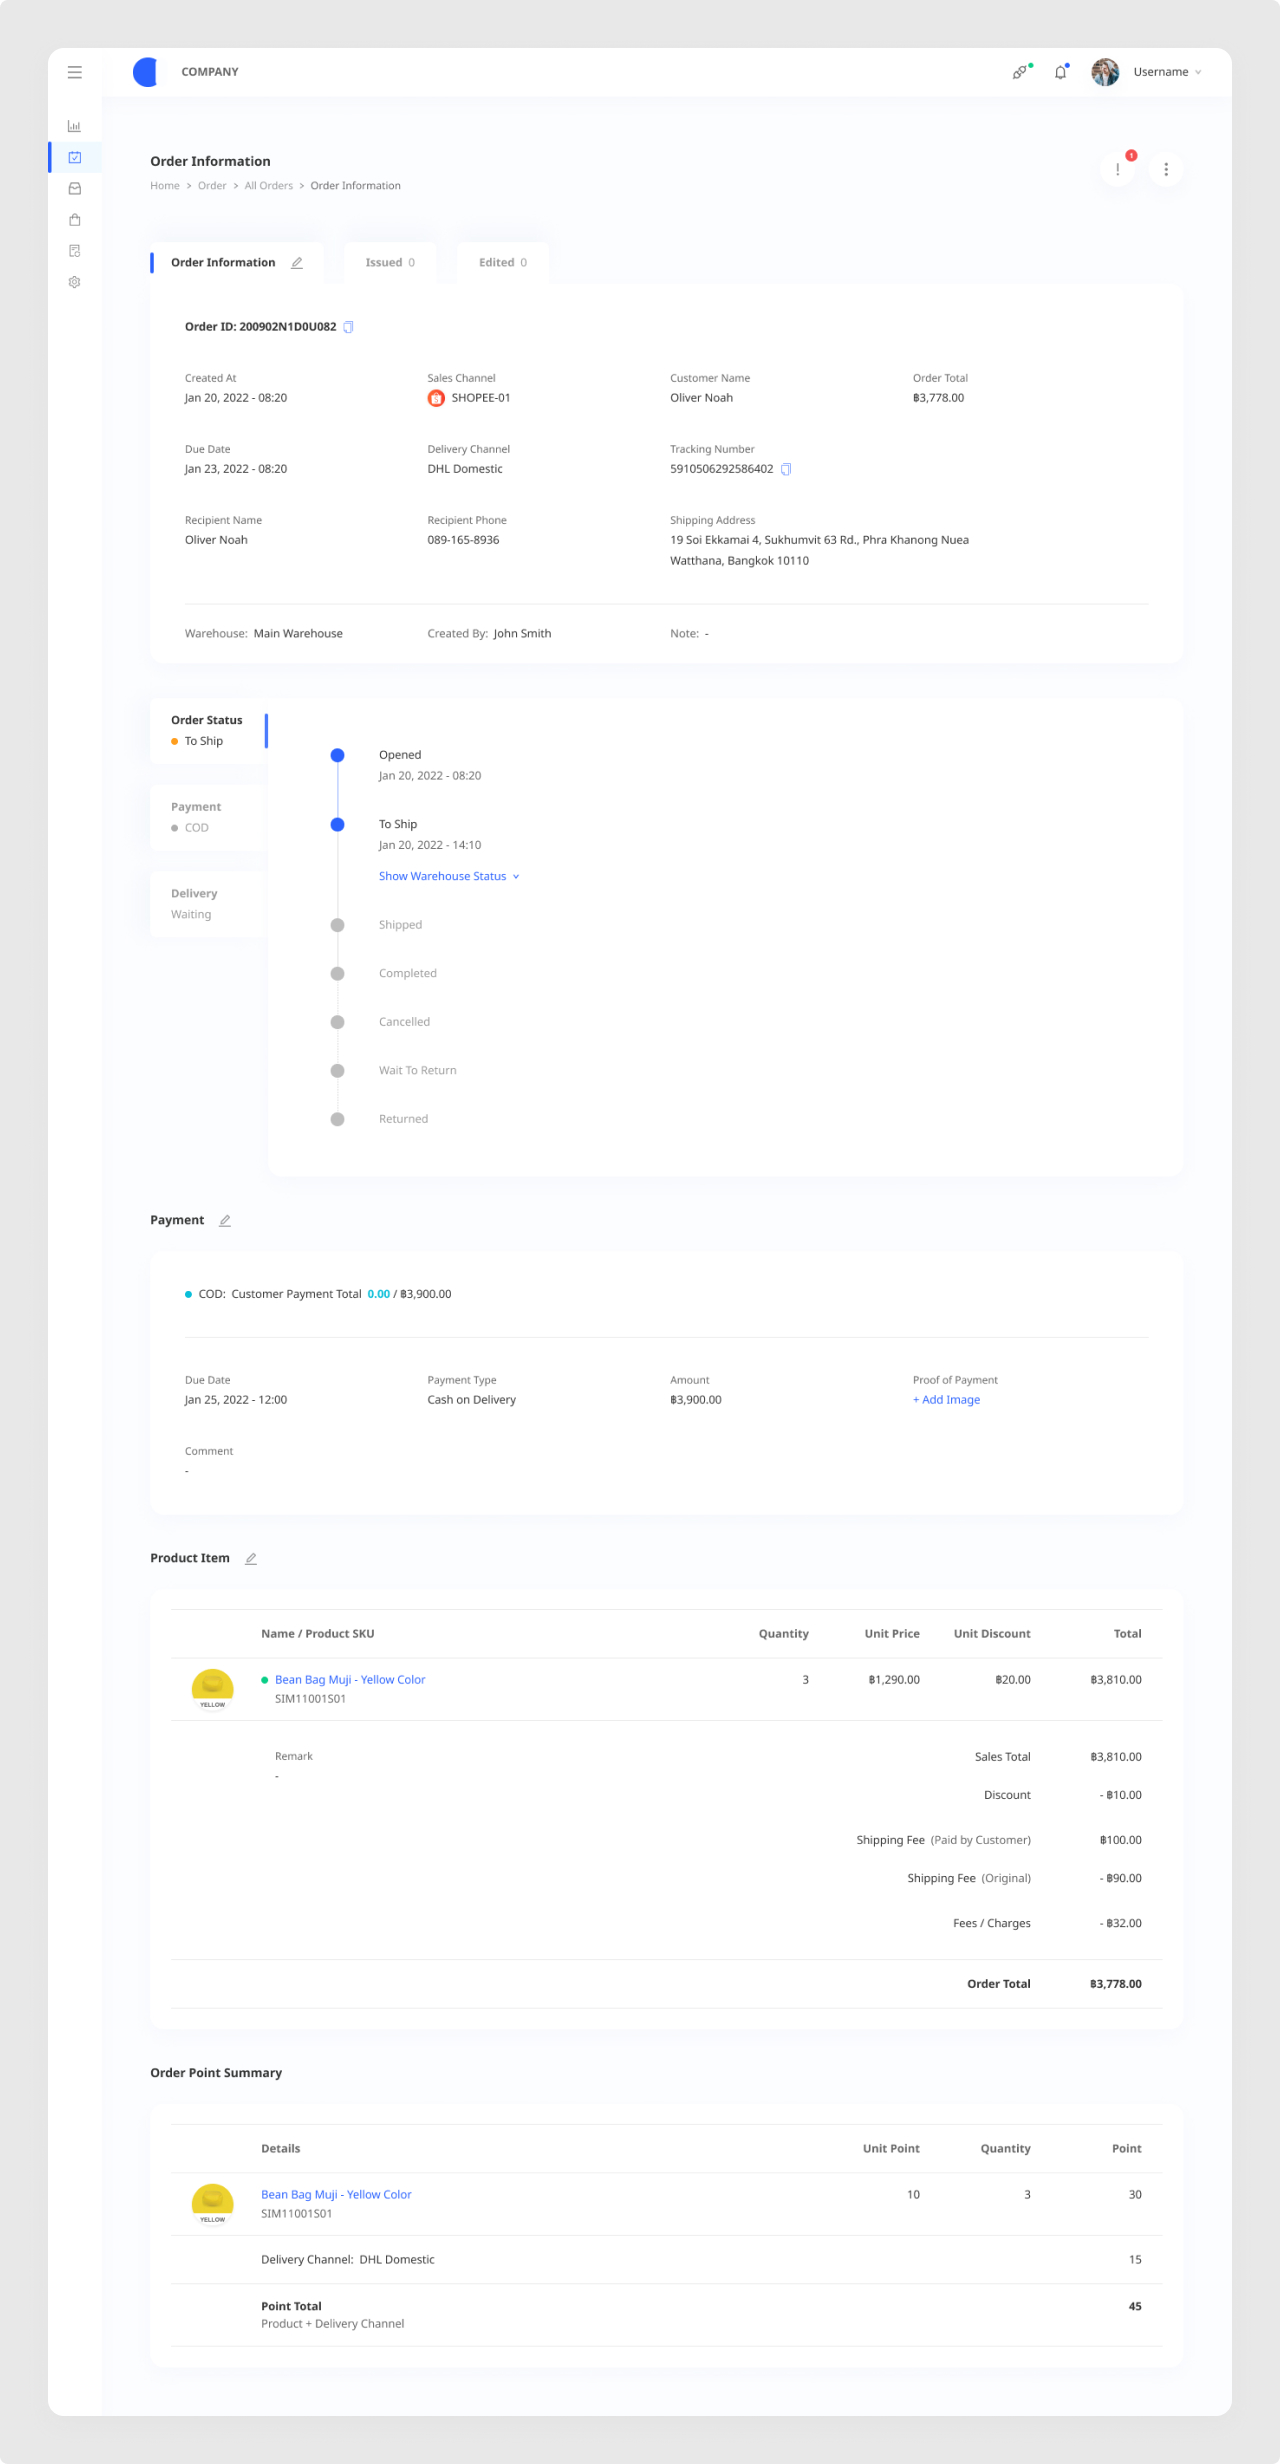 COMPANY
Username
Order Information
1
!
Home > Order > All Orders > Order Information
Order Information
Issued 0
Edited 0
Order ID: 200902N1D0U082
Created At
Sales Channel
Customer Name
Order Total
Jan 20, 2022 - 08:20
SHOPEE-01
Oliver Noah
฿3,778.00
Due Date
Delivery Channel
Tracking Number
Jan 23, 2022 - 08:20
DHL Domestic
5910506292586402
Recipient Name
Recipient Phone
Shipping Address
Oliver Noah
089-165-8936
19 Soi Ekkamai 4, Sukhumvit 63 Rd., Phra Khanong Nuea
Watthana, Bangkok 10110
Warehouse: Main Warehouse
Created By: John Smith
Note: -
Order Status
To Ship
Payment
COD
Delivery
Waiting
Opened
Jan 20, 2022 - 08:20
To Ship
Jan 20, 2022 - 14:10
Show Warehouse Status
Shipped
Completed
Cancelled
Wait To Return
Returned
Payment
COD: Customer Payment Total 0.00 / ฿3,900.00
Due Date
Payment Type
Amount
Proof of Payment
Jan 25, 2022 - 12:00
Cash on Delivery
฿3,900.00
+ Add Image
Comment
-
Product Item
Name / Product SKU
Quantity
Unit Price
Unit Discount
Total
YELLOW
Bean Bag Muji - Yellow Color
3
฿1,290.00
฿20.00
฿3,810.00
SIM11001S01
Remark
-
Sales Total
฿3,810.00
Discount
- ฿10.00
Shipping Fee (Paid by Customer)
฿100.00
Shipping Fee (Original)
- ฿90.00
Fees / Charges
- ฿32.00
Order Total
฿3,778.00
Order Point Summary
Details
Unit Point
Quantity
Point
YELLOW
Bean Bag Muji - Yellow Color
10
3
30
SIM11001S01
Delivery Channel: DHL Domestic
15
Point Total
45
Product + Delivery Channel